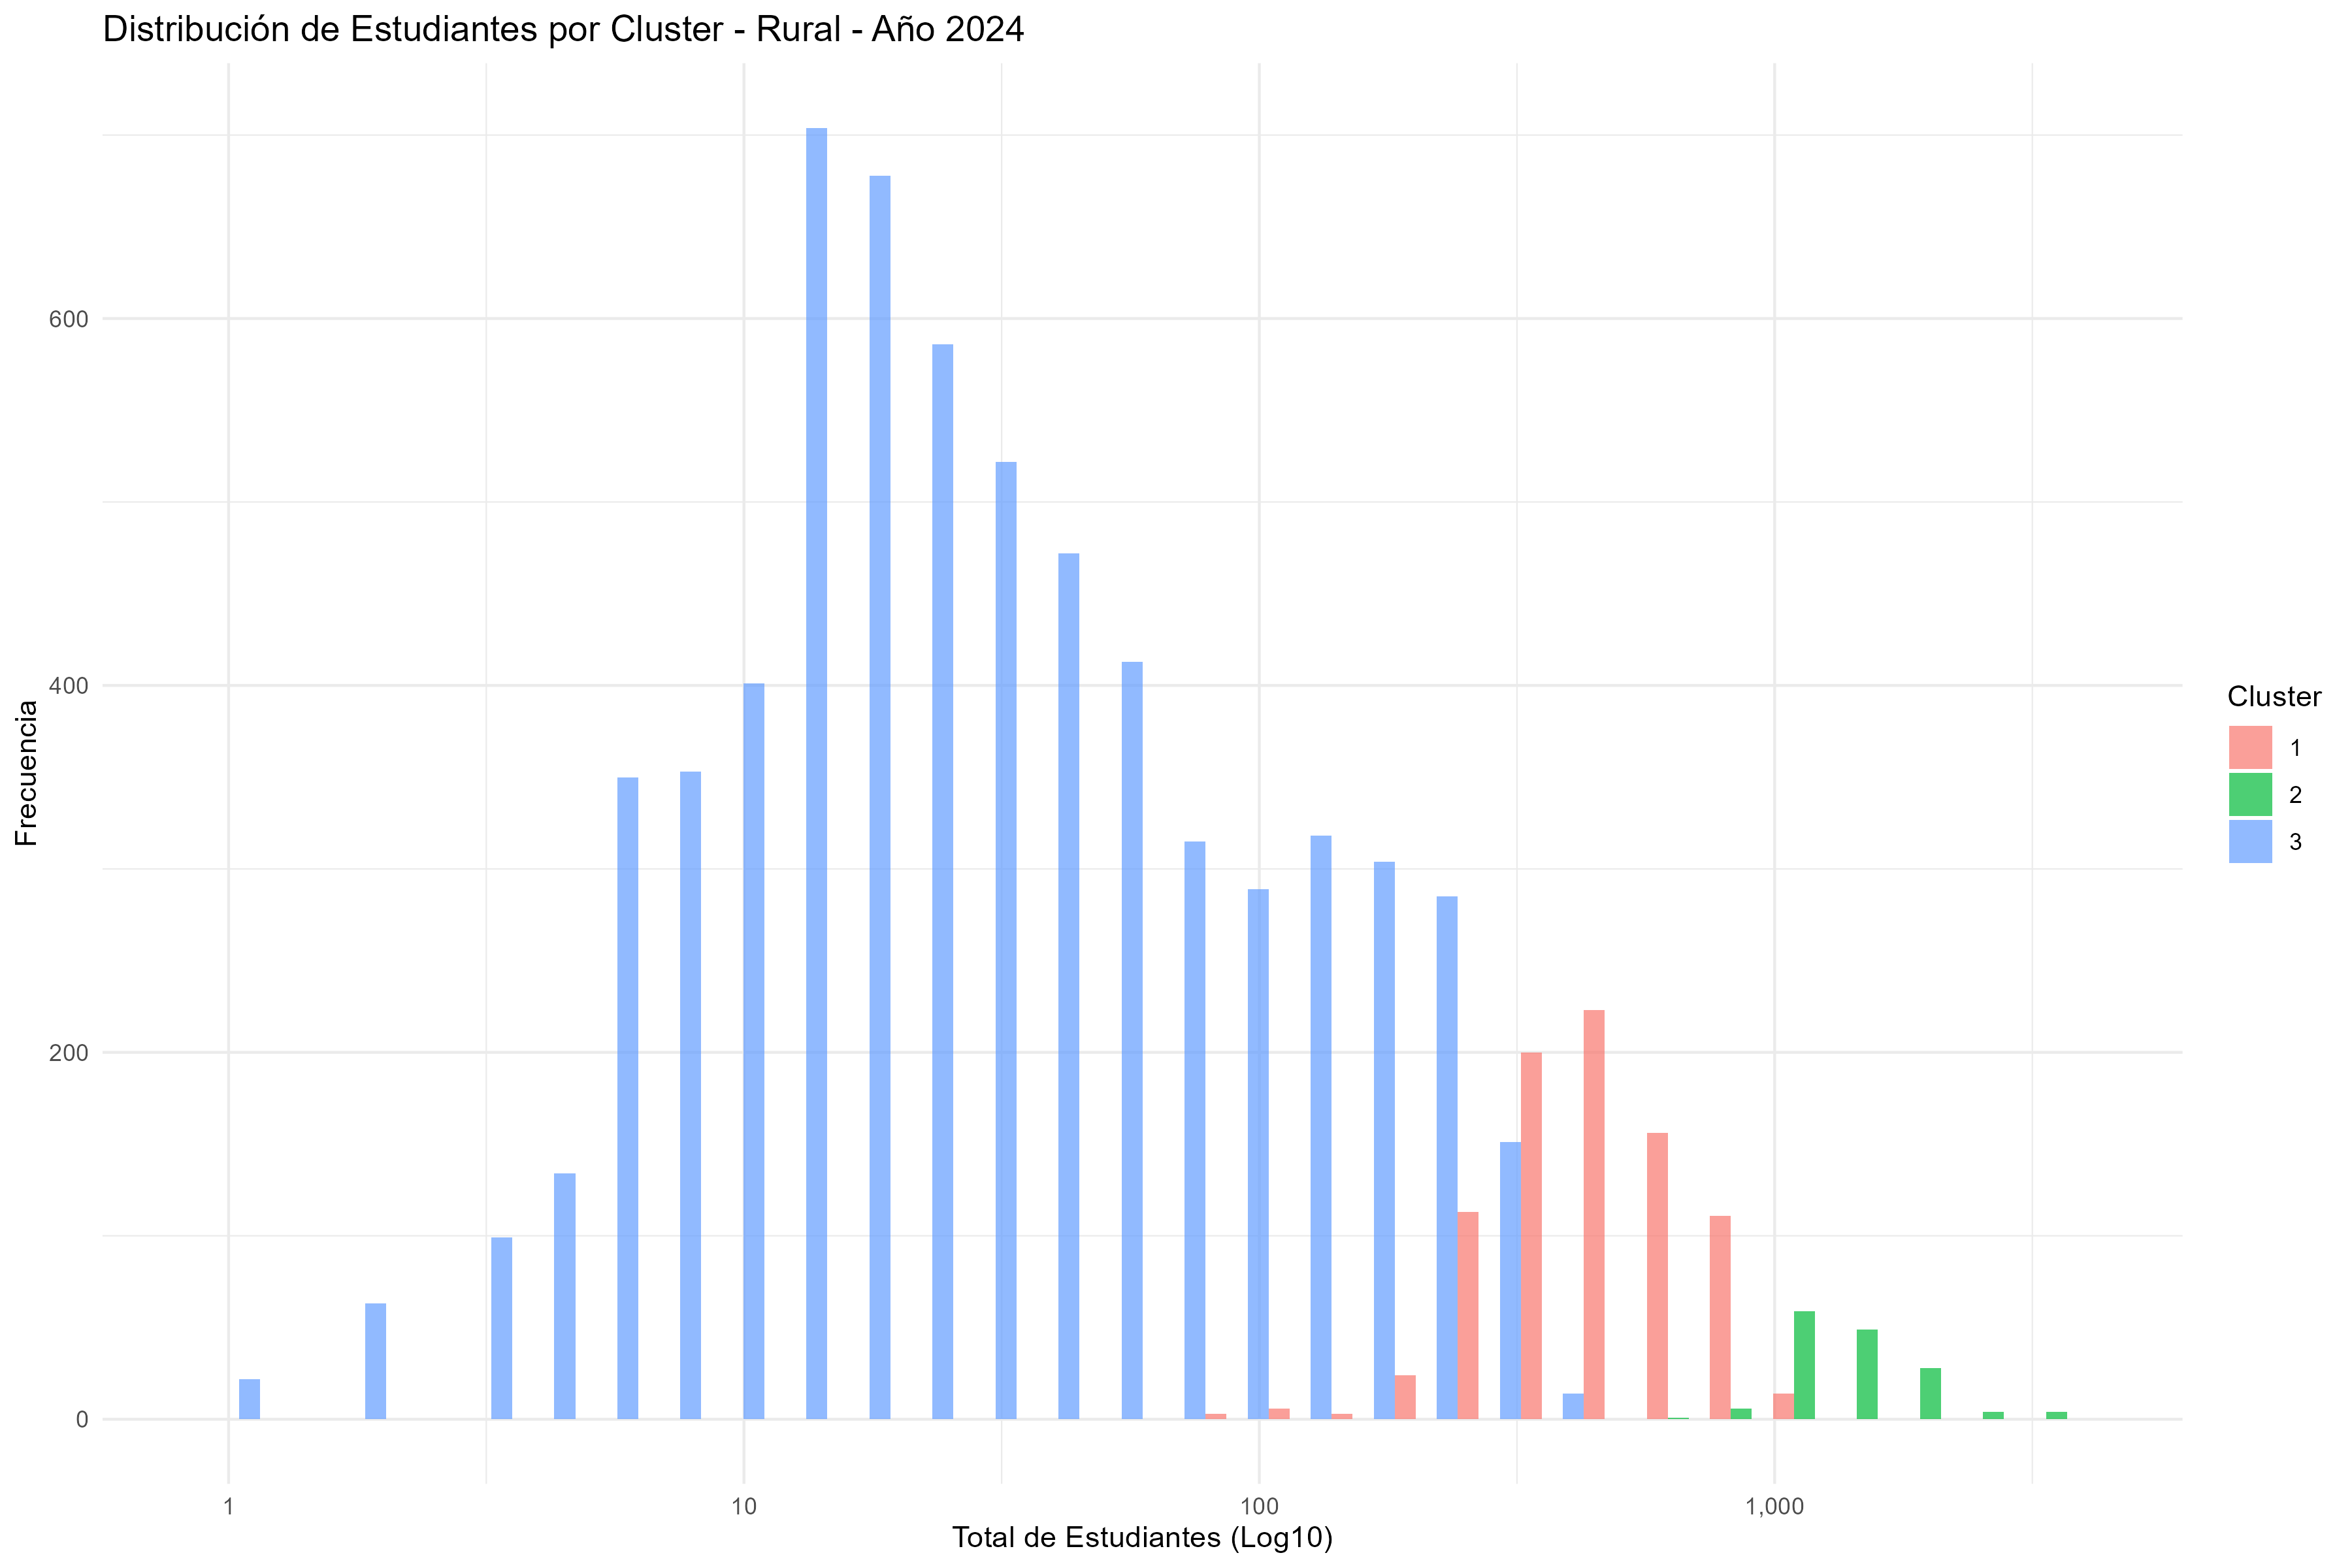 Distribución de Estudiantes por Cluster - Rural - Año 2024
Frecuencia
600
400
200
0
1
10
100
1,000
Total de Estudiantes (Log10)
Cluster
1
2
3